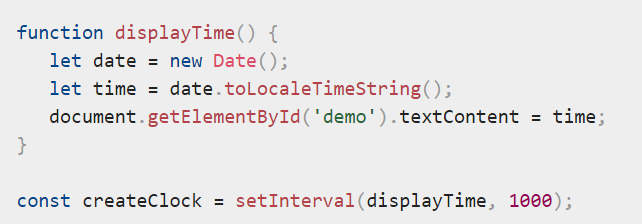 function displayTime() {
let date = new Date();
let time = date.toLocaleTimeString();
document.getElementById('demo').textContent = time;
}
const createClock = setInterval(displayTime, 1000);